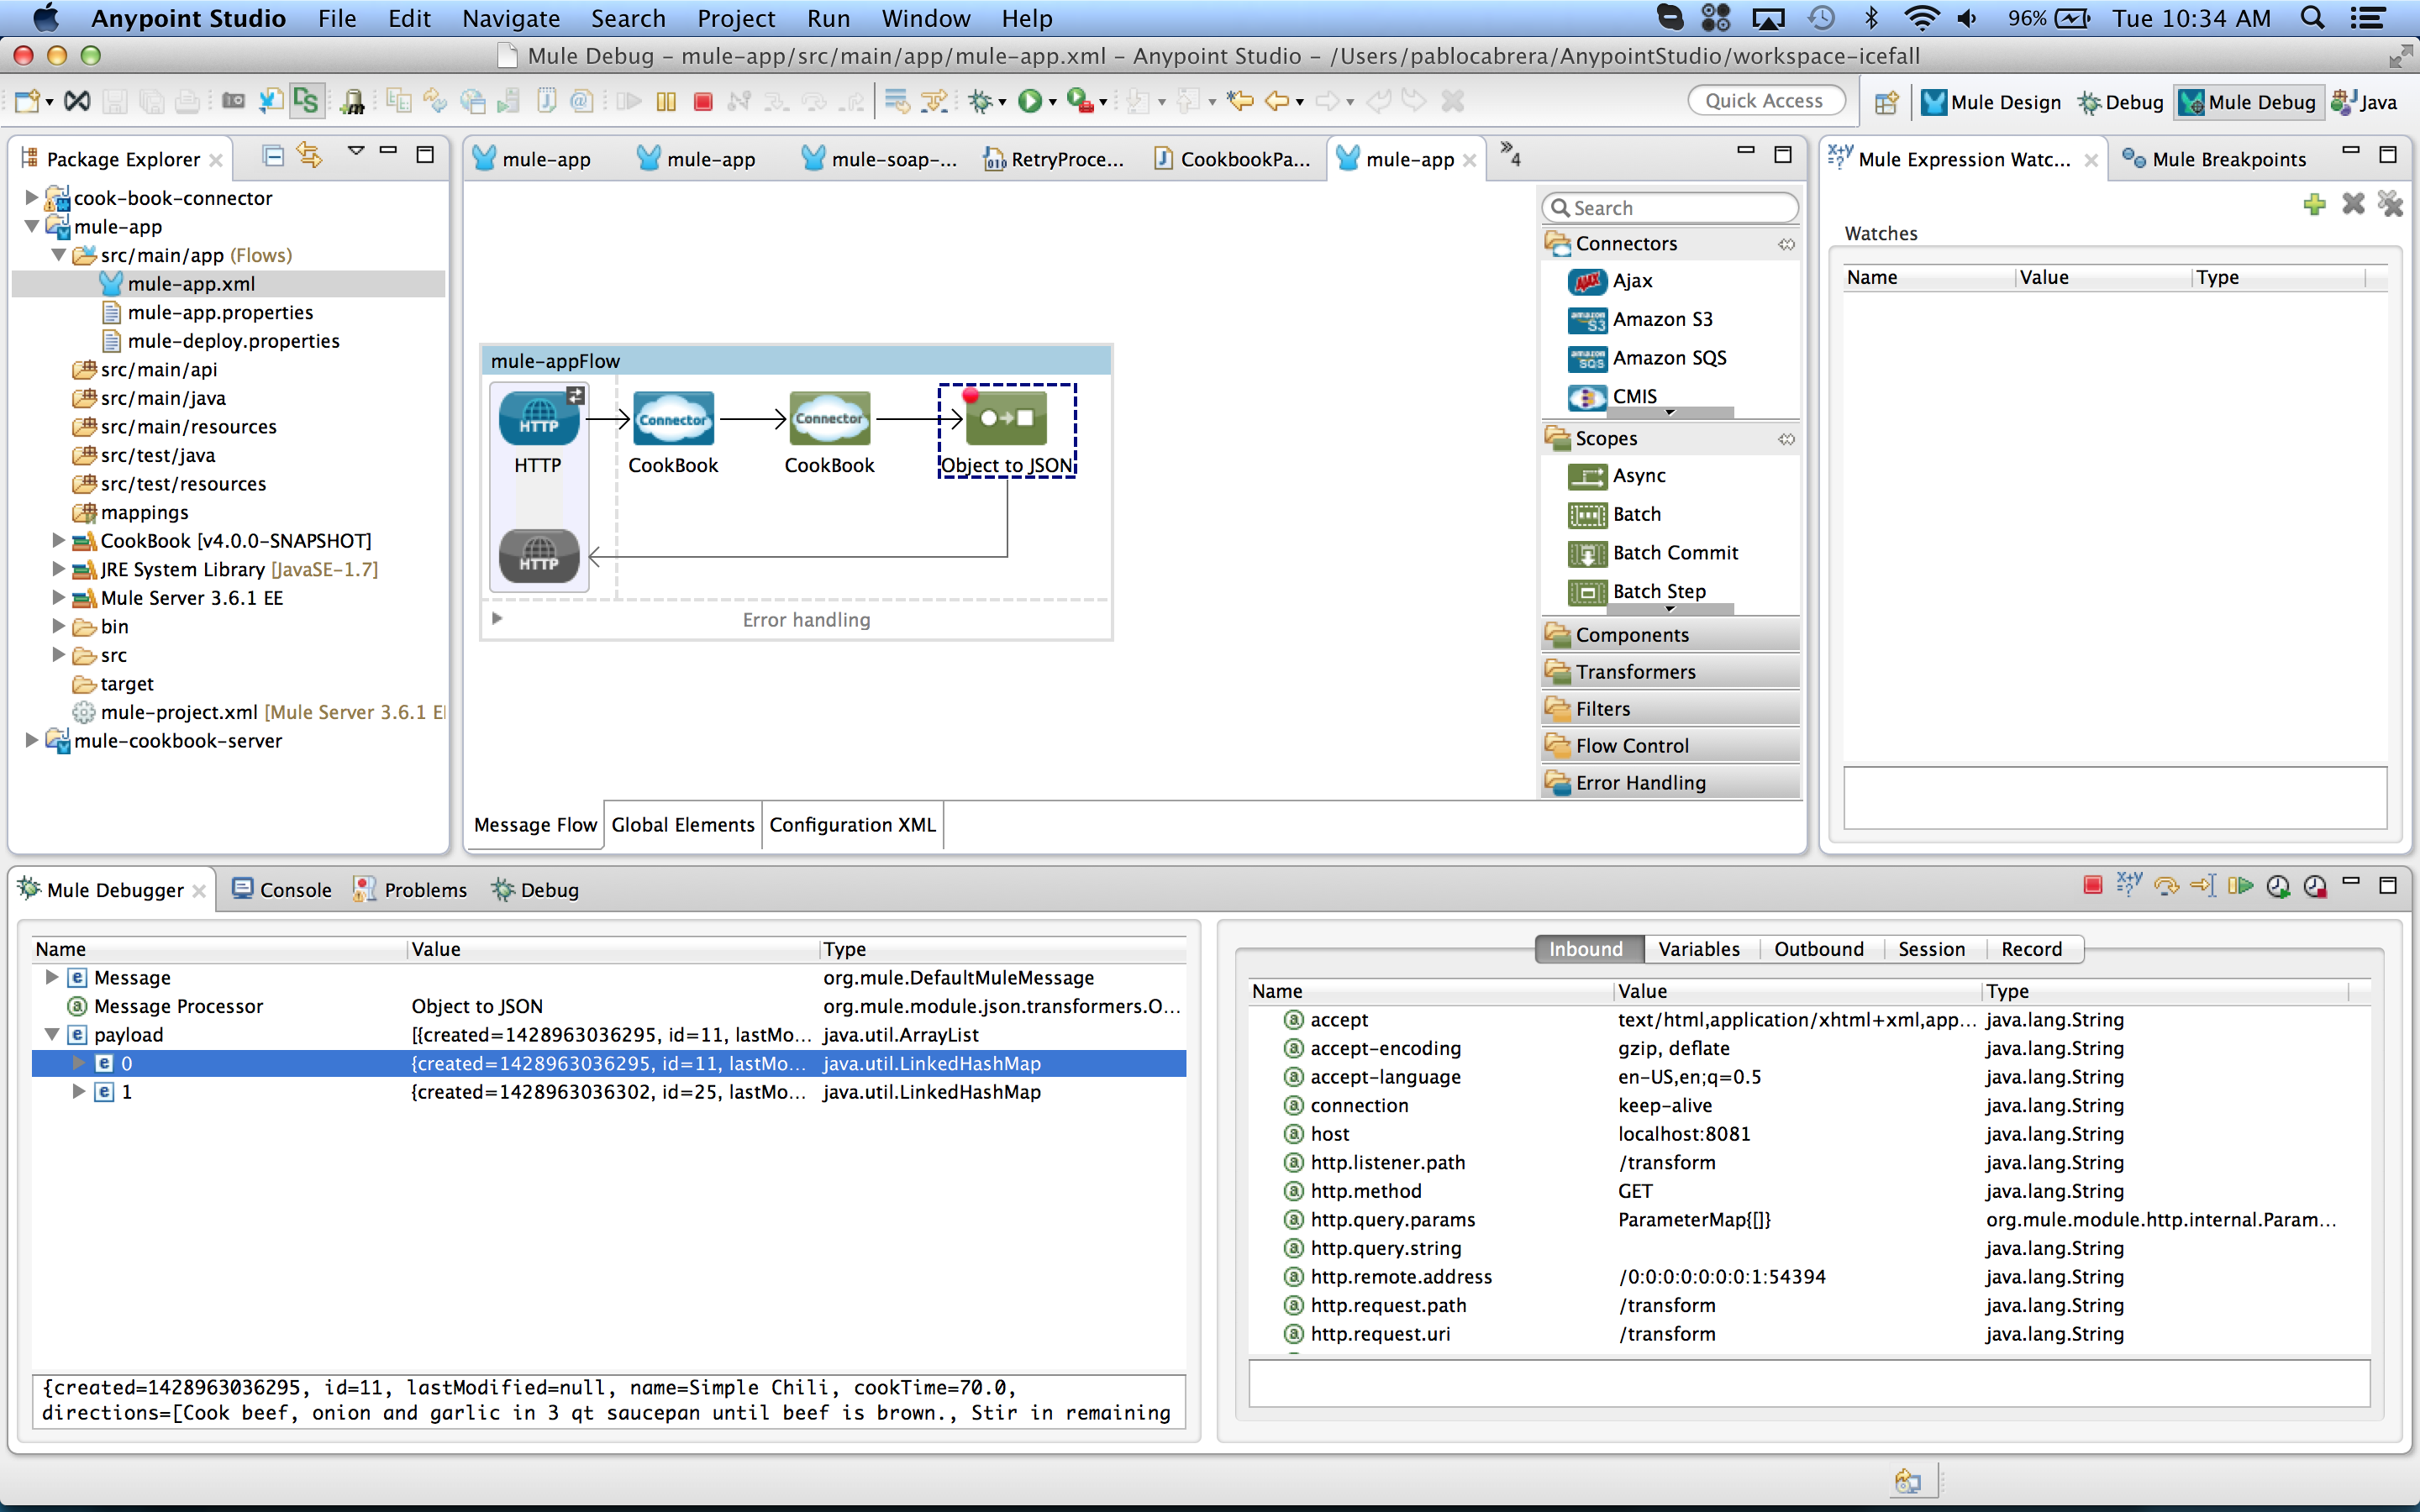 Anypoint Studio File Edit Navigate Search Project Run Window Help 96% Tue 10:34 AM
Mule Debug – mule-app/src/main/app/mule-app.xml – Anypoint Studio – /Users/pablocabrera/AnypointStudio/workspace-icefall
Quick Access Mule Design Debug Mule Debug Java
Package Explorer
cook-book-connector
mule-app
src/main/app (Flows)
mule-app.xml
mule-app.properties
mule-deploy.properties
src/main/api
src/main/java
src/main/resources
src/test/java
src/test/resources
mappings
CookBook [v4.0.0-SNAPSHOT]
JRE System Library [JavaSE-1.7]
Mule Server 3.6.1 EE
bin
src
target
mule-project.xml [Mule Server 3.6.1 E
mule-cookbook-server
mule-app mule-app mule-soap-... RetryProce... CookbookPa... mule-app »4
mule-appFlow
HTTP Connector Connector
HTTP CookBook CookBook Object to JSON
HTTP
Error handling
Search
Connectors
Ajax
Amazon S3
Amazon SQS
CMIS
Scopes
Async
Batch
Batch Commit
Batch Step
Components
Transformers
Filters
Flow Control
Error Handling
Message Flow Global Elements Configuration XML
Mule Expression Watc... Mule Breakpoints
Watches
Name Value Type
Mule Debugger Console Problems Debug
Name Value Type
Message org.mule.DefaultMuleMessage
Message Processor Object to JSON org.mule.module.json.transformers.O...
payload [{created=1428963036295, id=11, lastMo... java.util.ArrayList
0 {created=1428963036295, id=11, lastMo... java.util.LinkedHashMap
1 {created=1428963036302, id=25, lastMo... java.util.LinkedHashMap
{created=1428963036295, id=11, lastModified=null, name=Simple Chili, cookTime=70.0,
directions=[Cook beef, onion and garlic in 3 qt saucepan until beef is brown., Stir in remaining
Inbound Variables Outbound Session Record
Name Value Type
accept text/html,application/xhtml+xml,app... java.lang.String
accept-encoding gzip, deflate java.lang.String
accept-language en-US,en;q=0.5 java.lang.String
connection keep-alive java.lang.String
host localhost:8081 java.lang.String
http.listener.path /transform java.lang.String
http.method GET java.lang.String
http.query.params ParameterMap{[]} org.mule.module.http.internal.Param...
http.query.string java.lang.String
http.remote.address /0:0:0:0:0:0:0:1:54394 java.lang.String
http.request.path /transform java.lang.String
http.request.uri /transform java.lang.String